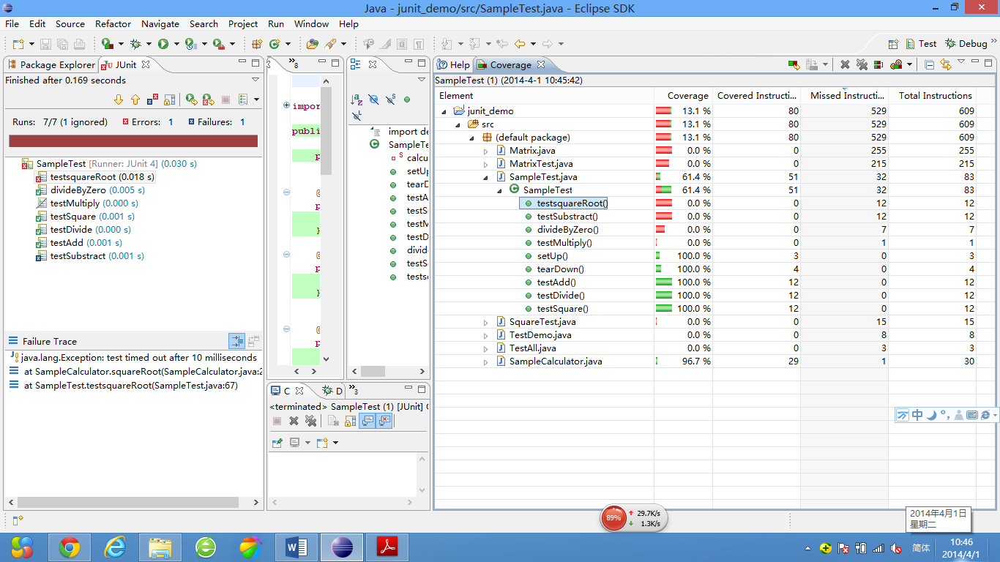 Java - junit_demo/src/SampleTest.java - Eclipse SDK
File Edit Source Refactor Navigate Search Project Run Window Help
Test Debug »
Package Explorer JUnit
Finished after 0.169 seconds
Runs: 7/7 (1 ignored) Errors: 1 Failures: 1
SampleTest [Runner: JUnit 4] (0.030 s)
testsquareRoot (0.018 s)
divideByZero (0.005 s)
testMultiply (0.000 s)
testSquare (0.001 s)
testDivide (0.000 s)
testAdd (0.001 s)
testSubstract (0.001 s)
Failure Trace
java.lang.Exception: test timed out after 10 milliseconds
at SampleCalculator.squareRoot(SampleCalculator.java:2
at SampleTest.testsquareRoot(SampleTest.java:67)
»8
impor
publi
p
@
p
}
@
p
}
@
p
import de
SampleTe
calcu
setUp
tearD
testA
testS
testM
testD
divid
testS
tests
C D »3
<terminated> SampleTest (1) [JUnit] C
Help Coverage
SampleTest (1) (2014-4-1 10:45:42)
Element Coverage Covered Instructi... Missed Instructi... Total Instructions
junit_demo 13.1 % 80 529 609
src 13.1 % 80 529 609
(default package) 13.1 % 80 529 609
Matrix.java 0.0 % 0 255 255
MatrixTest.java 0.0 % 0 215 215
SampleTest.java 61.4 % 51 32 83
SampleTest 61.4 % 51 32 83
testsquareRoot() 0.0 % 0 12 12
testSubstract() 0.0 % 0 12 12
divideByZero() 0.0 % 0 7 7
testMultiply() 0.0 % 0 1 1
setUp() 100.0 % 3 0 3
tearDown() 100.0 % 4 0 4
testAdd() 100.0 % 12 0 12
testDivide() 100.0 % 12 0 12
testSquare() 100.0 % 12 0 12
SquareTest.java 0.0 % 0 15 15
TestDemo.java 0.0 % 0 8 8
TestAll.java 0.0 % 0 3 3
SampleCalculator.java 96.7 % 29 1 30
中
89% 29.7K/s
1.3K/s
2014年4月1日
星期二
简体
10:46
2014/4/1